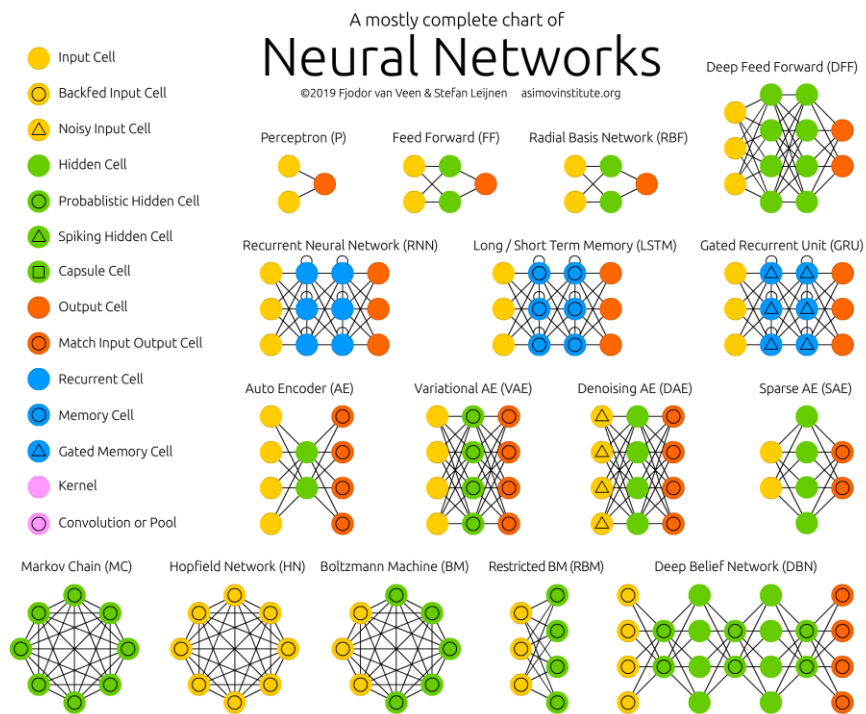 A mostly complete chart of
Neural Networks
©2019 Fjodor van Veen & Stefan Leijnen asimovinstitute.org
Input Cell
Backfed Input Cell
Noisy Input Cell
Hidden Cell
Probablistic Hidden Cell
Spiking Hidden Cell
Capsule Cell
Output Cell
Match Input Output Cell
Recurrent Cell
Memory Cell
Gated Memory Cell
Kernel
Convolution or Pool
Deep Feed Forward (DFF)
Perceptron (P)
Feed Forward (FF)
Radial Basis Network (RBF)
Recurrent Neural Network (RNN)
Long / Short Term Memory (LSTM)
Gated Recurrent Unit (GRU)
Auto Encoder (AE)
Variational AE (VAE)
Denoising AE (DAE)
Sparse AE (SAE)
Markov Chain (MC)
Hopfield Network (HN)
Boltzmann Machine (BM)
Restricted BM (RBM)
Deep Belief Network (DBN)